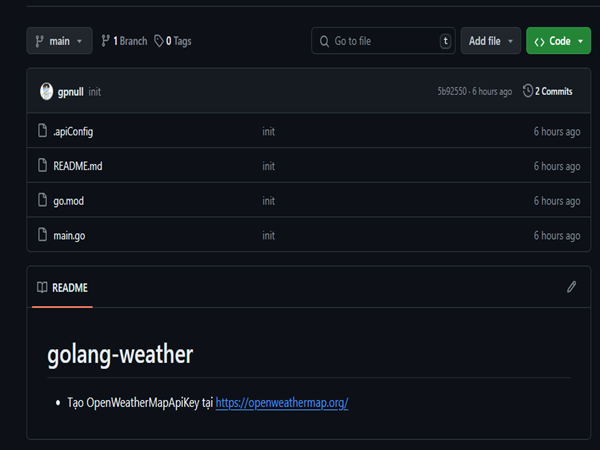 main 1 Branch 0 Tags Go to file t Add file Code
gpnull init 5b92550 · 6 hours ago 2 Commits
.apiConfig init 6 hours ago
README.md init 6 hours ago
go.mod init 6 hours ago
main.go init 6 hours ago
README
golang-weather
• Tạo OpenWeatherMapApiKey tại https://openweathermap.org/